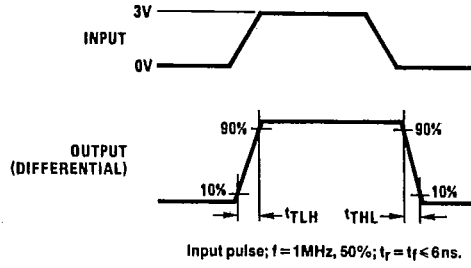 3V
INPUT
0V
90%
90%
OUTPUT
(DIFFERENTIAL)
10%
10%
tTLH
tTHL
Input pulse; f = 1MHz, 50%; tr = tf ≤ 6ns.